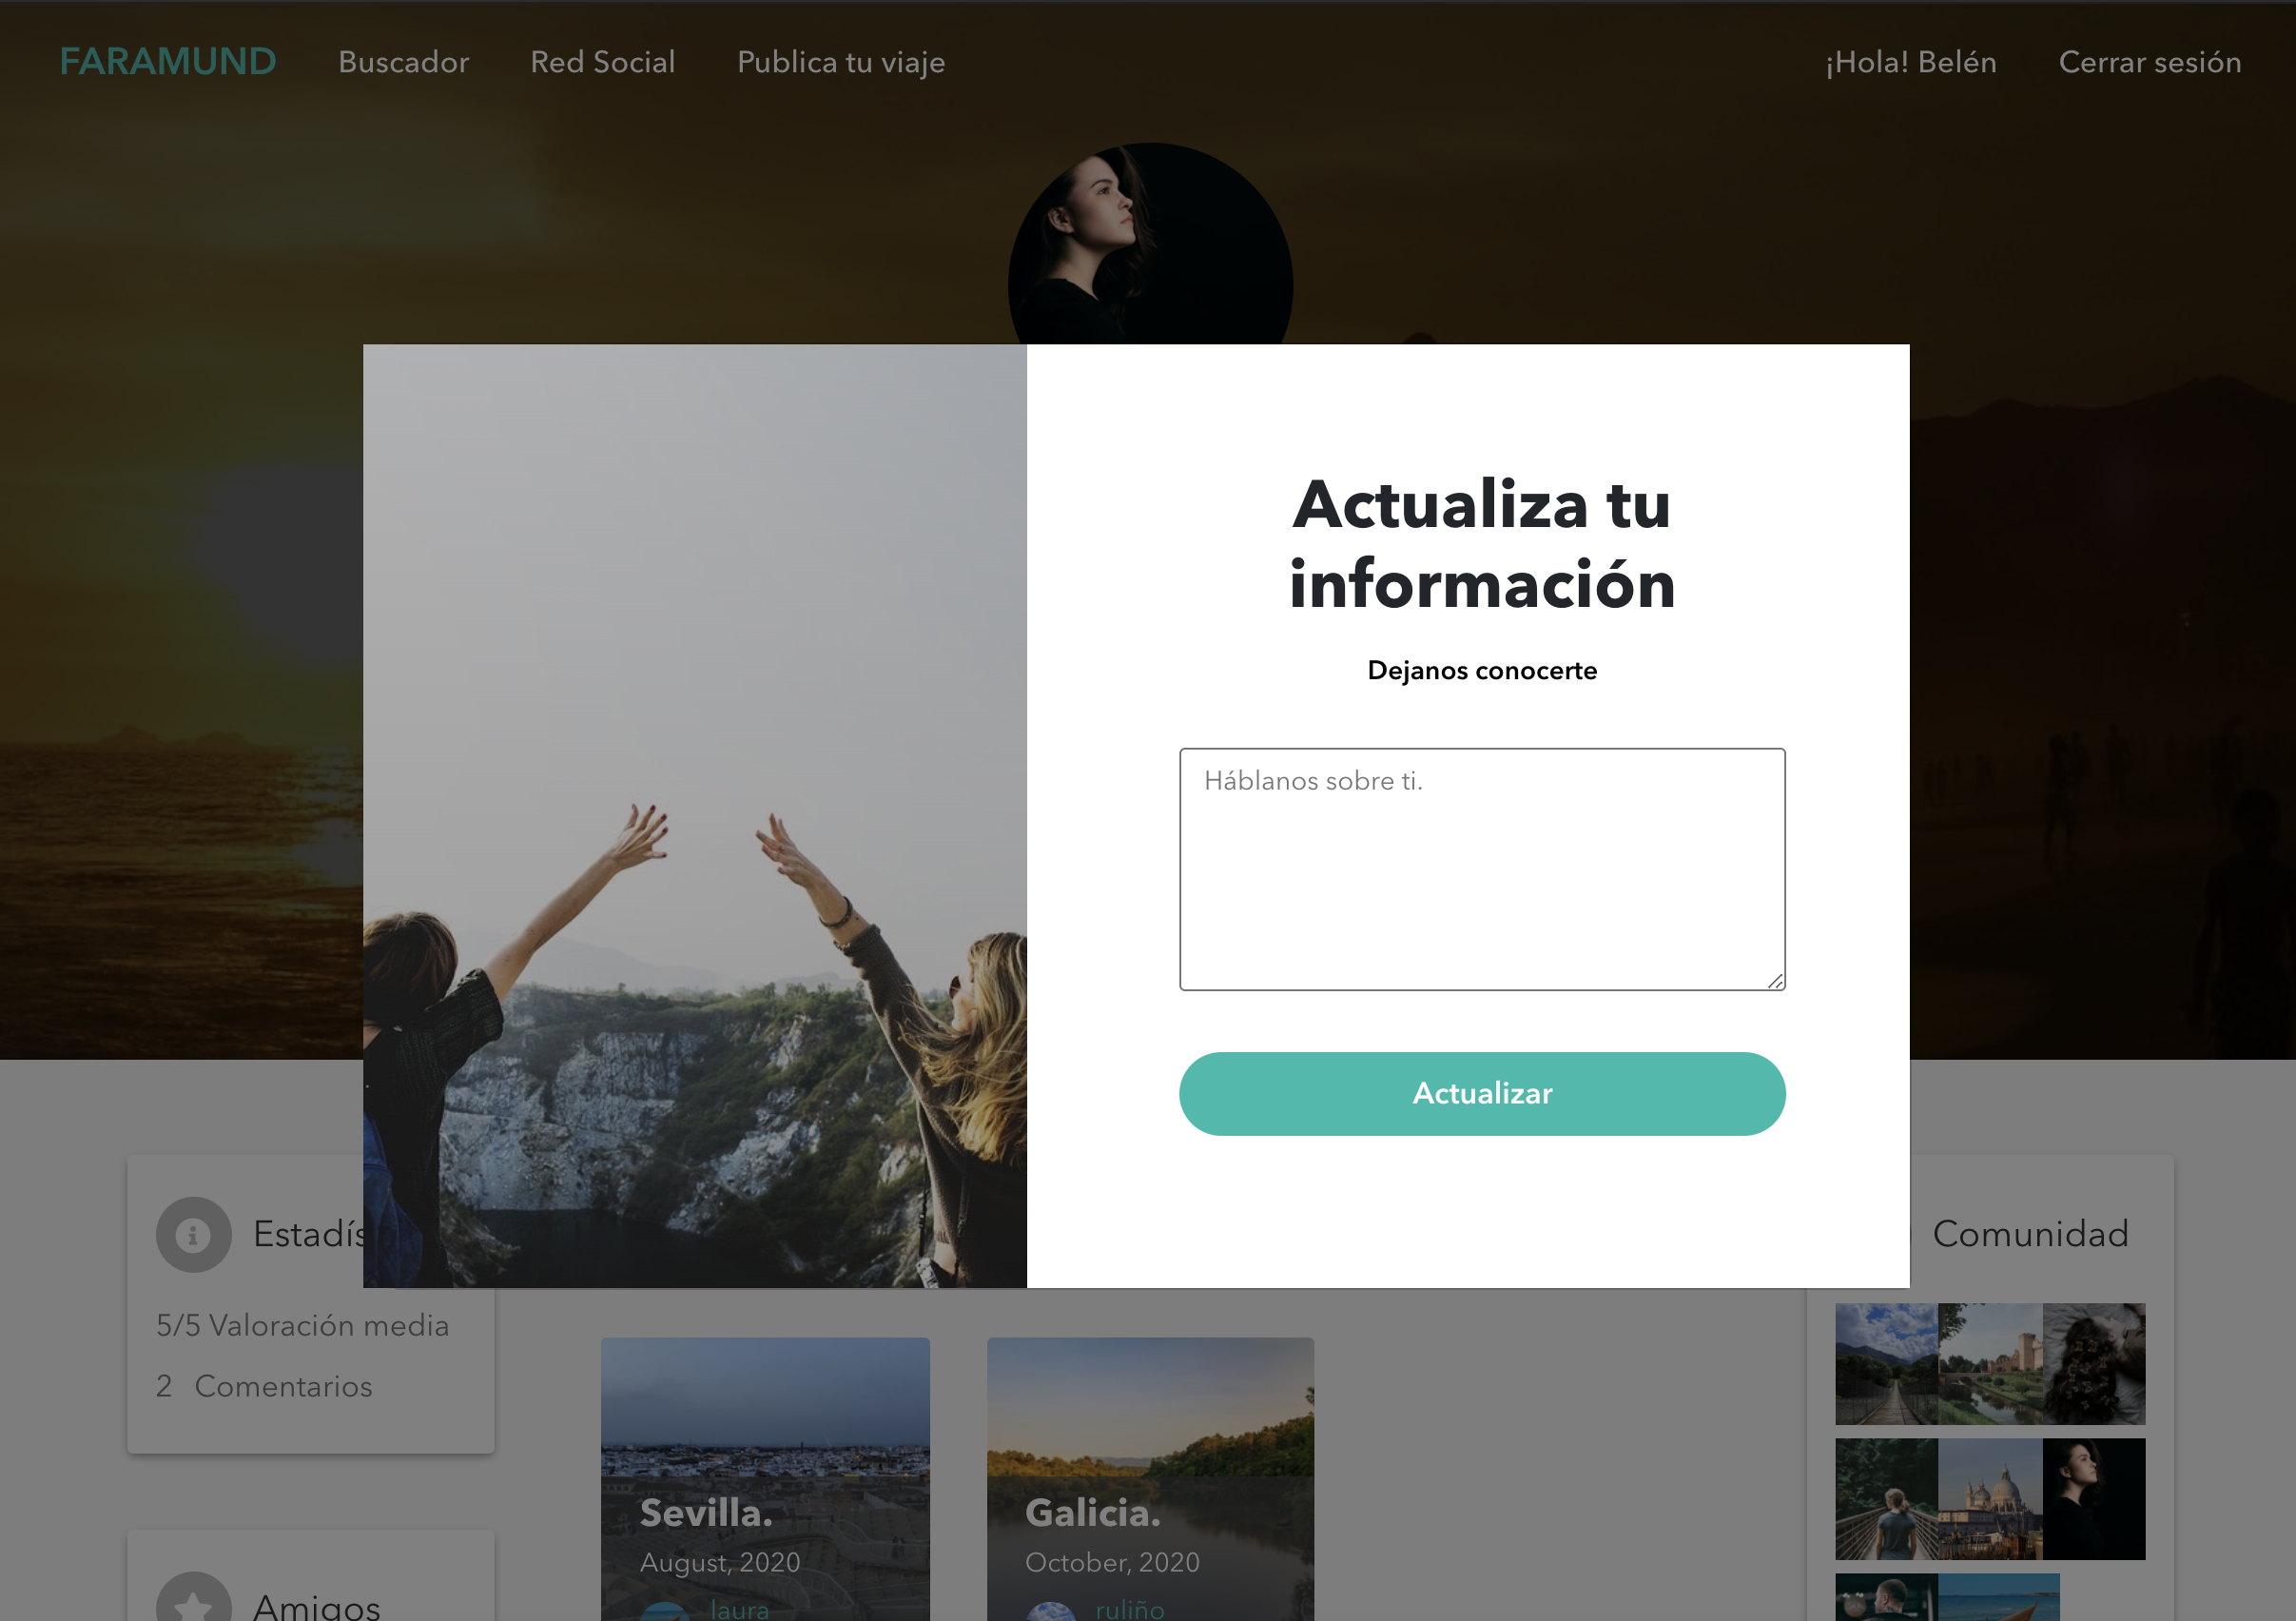 FARAMUND Buscador Red Social Publica tu viaje ¡Hola! Belén Cerrar sesión
Actualiza tu
información
Dejanos conocerte
Háblanos sobre ti.
Actualizar
Comunidad
5/5 Valoración media
2 Comentarios
Amigos
Sevilla.
August, 2020
laura
Galicia.
October, 2020
ruliño